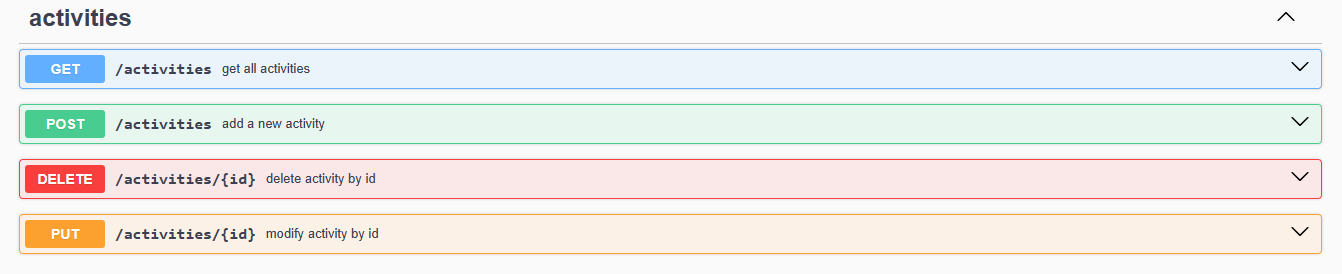 activities
GET /activities get all activities
POST /activities add a new activity
DELETE /activities/{id} delete activity by id
PUT /activities/{id} modify activity by id